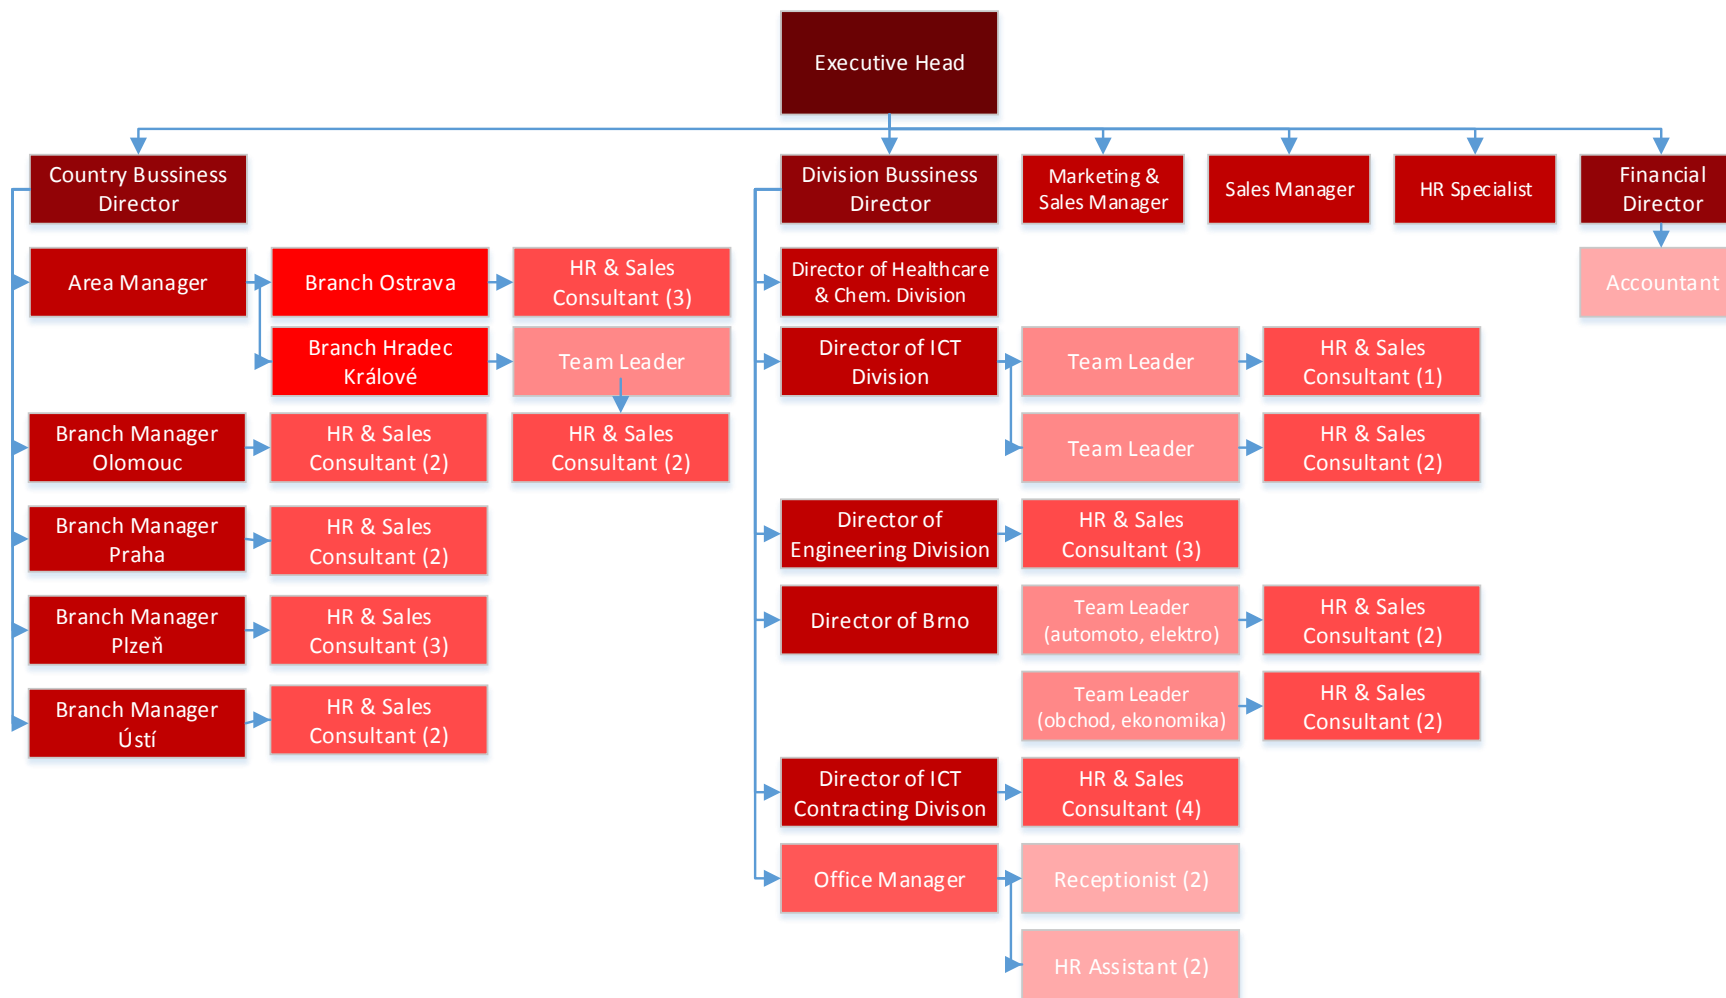 Executive Head
Country Bussiness
Director
Division Bussiness
Director
Marketing &
Sales Manager
Sales Manager
HR Specialist
Financial
Director
Area Manager
Branch Ostrava
HR & Sales
Consultant (3)
Director of Healthcare
& Chem. Division
Accountant
Branch Hradec
Králové
Team Leader
Director of ICT
Division
Team Leader
HR & Sales
Consultant (1)
Branch Manager
Olomouc
HR & Sales
Consultant (2)
HR & Sales
Consultant (2)
Team Leader
HR & Sales
Consultant (2)
Branch Manager
Praha
HR & Sales
Consultant (2)
Director of
Engineering Division
HR & Sales
Consultant (3)
Branch Manager
Plzeň
HR & Sales
Consultant (3)
Director of Brno
Team Leader
(automoto, elektro)
HR & Sales
Consultant (2)
Branch Manager
Ústí
HR & Sales
Consultant (2)
Team Leader
(obchod, ekonomika)
HR & Sales
Consultant (2)
Director of ICT
Contracting Divison
HR & Sales
Consultant (4)
Office Manager
Receptionist (2)
HR Assistant (2)